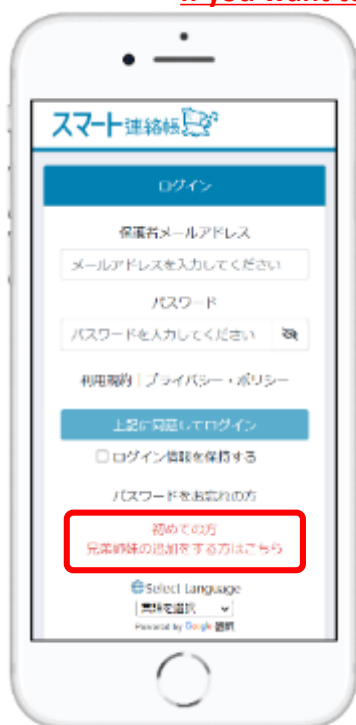 If you want to
スマート連絡帳
ログイン
保護者メールアドレス
メールアドレスを入力してください
パスワード
パスワードを入力してください
利用規約 | プライバシー・ポリシー
上記に同意してログイン
ログイン情報を保持する
パスワードをお忘れの方
初めての方
兄弟姉妹の追加をする方はこちら
Select Language
言語を選択
Powered by Google 翻訳